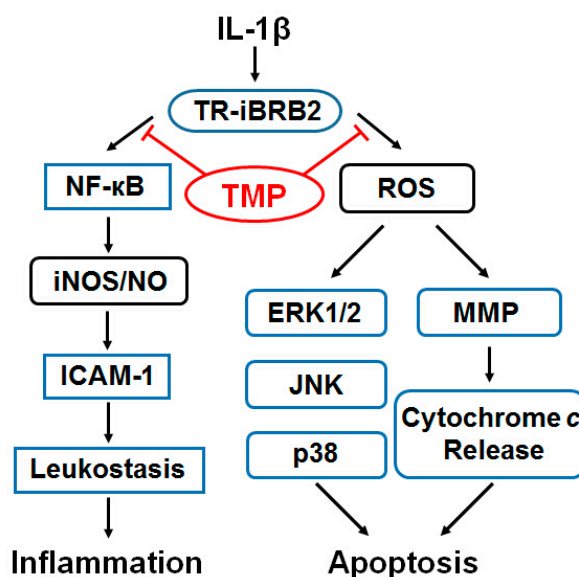 IL-1β
TR-iBRB2
NF-κB
TMP
ROS
iNOS/NO
ERK1/2
MMP
ICAM-1
JNK
Cytochrome c
Release
Leukostasis
p38
Inflammation
Apoptosis